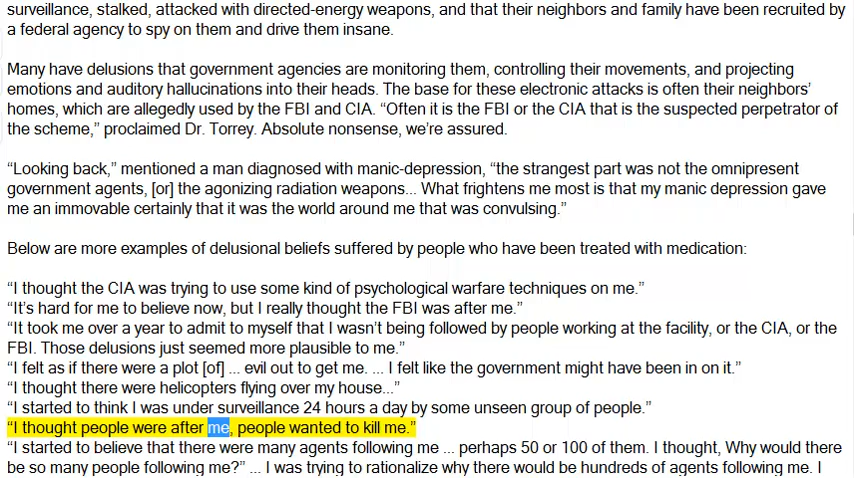 surveillance, stalked, attacked with directed-energy weapons, and that their neighbors and family have been recruited by
a federal agency to spy on them and drive them insane.
Many have delusions that government agencies are monitoring them, controlling their movements, and projecting
emotions and auditory hallucinations into their heads. The base for these electronic attacks is often their neighbors’
homes, which are allegedly used by the FBI and CIA. “Often it is the FBI or the CIA that is the suspected perpetrator of
the scheme,” proclaimed Dr. Torrey. Absolute nonsense, we’re assured.
“Looking back,” mentioned a man diagnosed with manic-depression, “the strangest part was not the omnipresent
government agents, [or] the agonizing radiation weapons... What frightens me most is that my manic depression gave
me an immovable certainly that it was the world around me that was convulsing.”
Below are more examples of delusional beliefs suffered by people who have been treated with medication:
“I thought the CIA was trying to use some kind of psychological warfare techniques on me.”
“It’s hard for me to believe now, but I really thought the FBI was after me.”
“It took me over a year to admit to myself that I wasn’t being followed by people working at the facility, or the CIA, or the
FBI. Those delusions just seemed more plausible to me.”
“I felt as if there were a plot [of] ... evil out to get me. ... I felt like the government might have been in on it.”
“I thought there were helicopters flying over my house...”
“I started to think I was under surveillance 24 hours a day by some unseen group of people.”
“I thought people were after me, people wanted to kill me.”
“I started to believe that there were many agents following me ... perhaps 50 or 100 of them. I thought, Why would there
be so many people following me?” ... I was trying to rationalize why there would be hundreds of agents following me. I